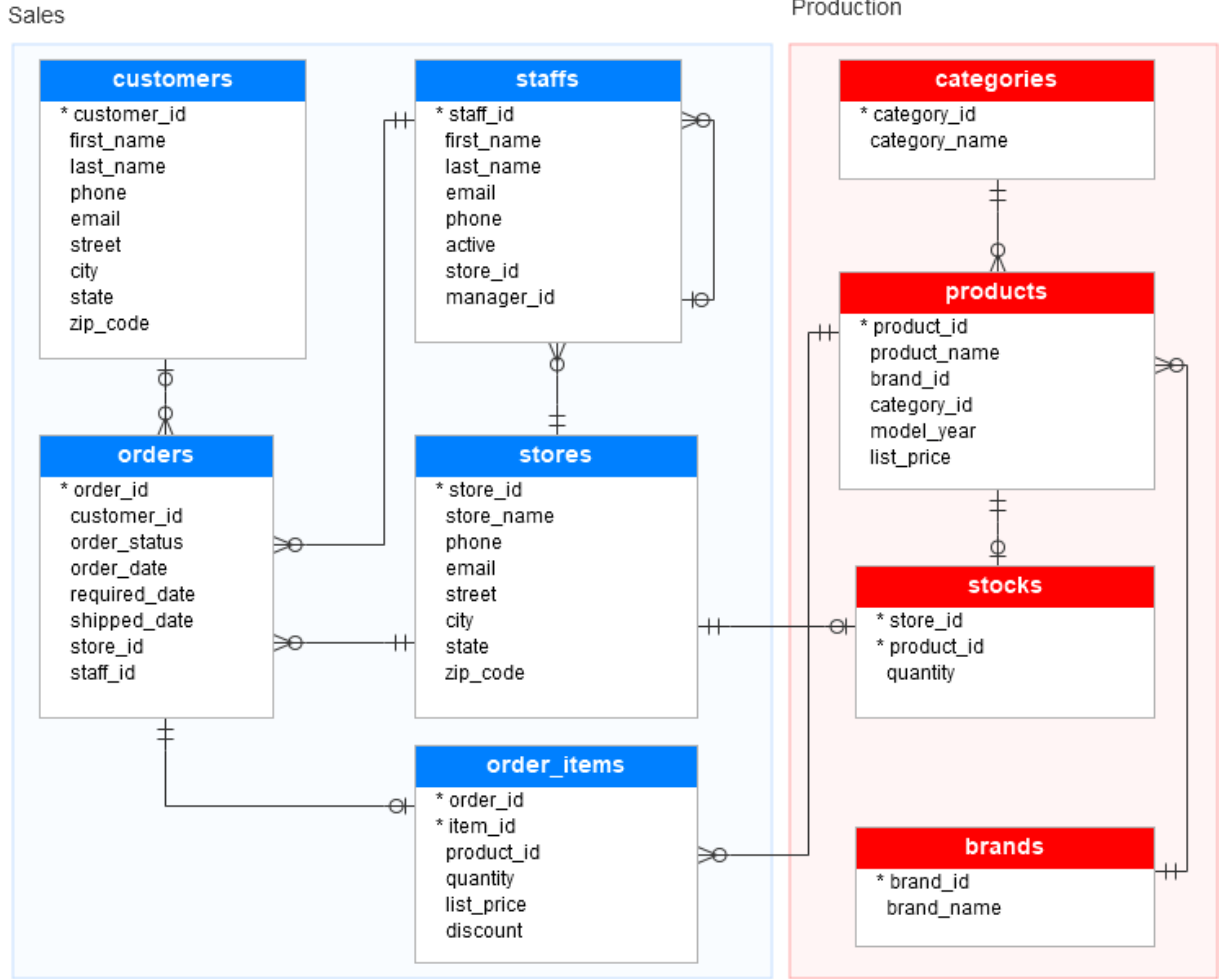 Sales
Production
customers
* customer_id
first_name
last_name
phone
email
street
city
state
zip_code
staffs
* staff_id
first_name
last_name
email
phone
active
store_id
manager_id
categories
* category_id
category_name
products
* product_id
product_name
brand_id
category_id
model_year
list_price
orders
* order_id
customer_id
order_status
order_date
required_date
shipped_date
store_id
staff_id
stores
* store_id
store_name
phone
email
street
city
state
zip_code
stocks
* store_id
* product_id
quantity
order_items
* order_id
* item_id
product_id
quantity
list_price
discount
brands
* brand_id
brand_name